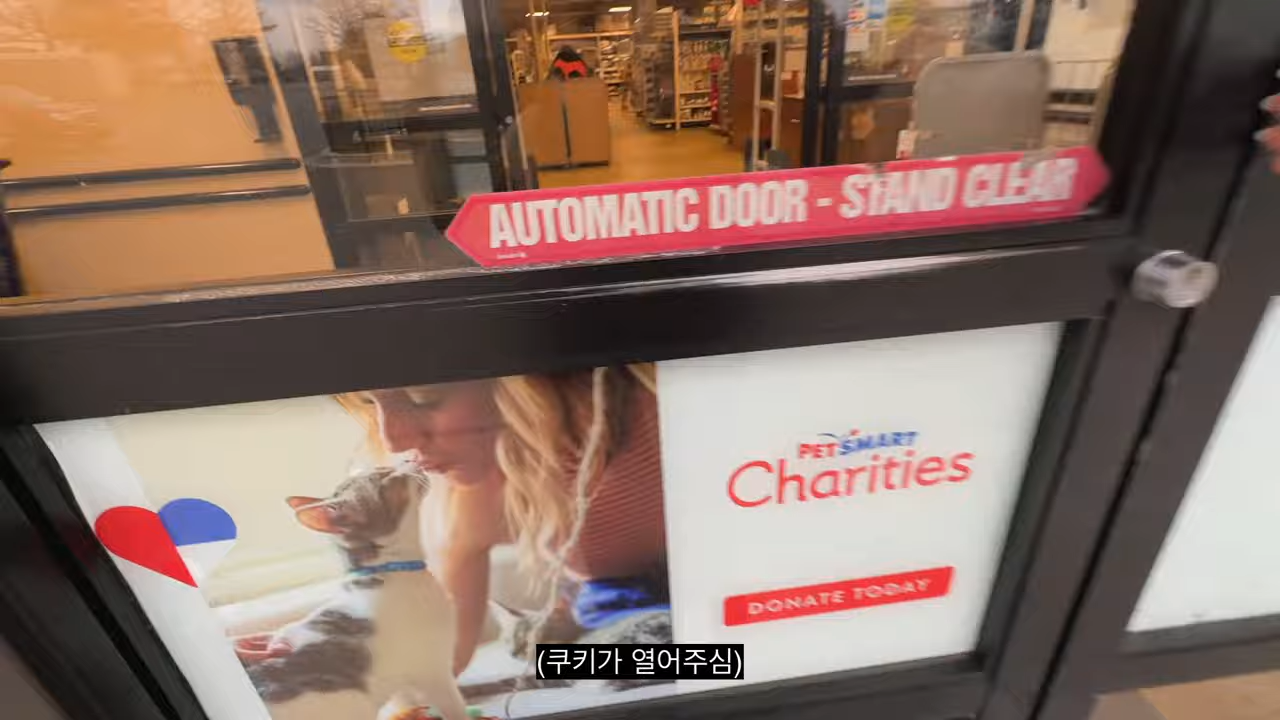 AUTOMATIC DOOR - STAND CLEAR
PETSMART
Charities
DONATE TODAY
(쿠키가 열어주심)